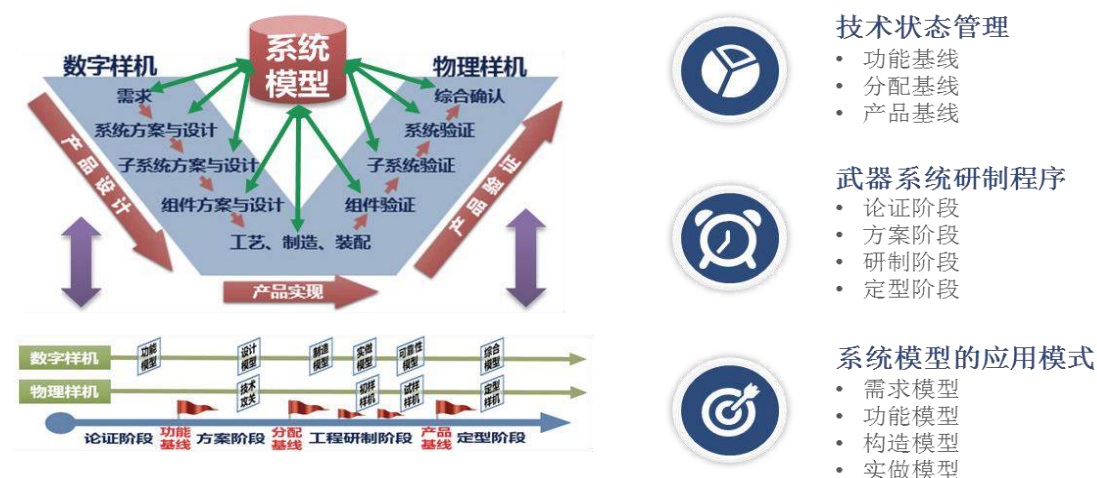 系统
模型
数字样机
物理样机
需求
综合确认
系统方案与设计
系统验证
子系统方案与设计
子系统验证
组件方案与设计
组件验证
工艺、制造、装配
产品设计
产品验证
产品实现
数字样机
功能
模型
设计
模型
制造
模型
实做
模型
可靠性
模型
综合
模型
物理样机
技术
攻关
初样
样机
试样
样机
定型
样机
论证阶段
功能
基线
方案阶段
分配
基线
工程研制阶段
产品
基线
定型阶段
技术状态管理
• 功能基线
• 分配基线
• 产品基线
武器系统研制程序
• 论证阶段
• 方案阶段
• 研制阶段
• 定型阶段
系统模型的应用模式
• 需求模型
• 功能模型
• 构造模型
• 实做模型